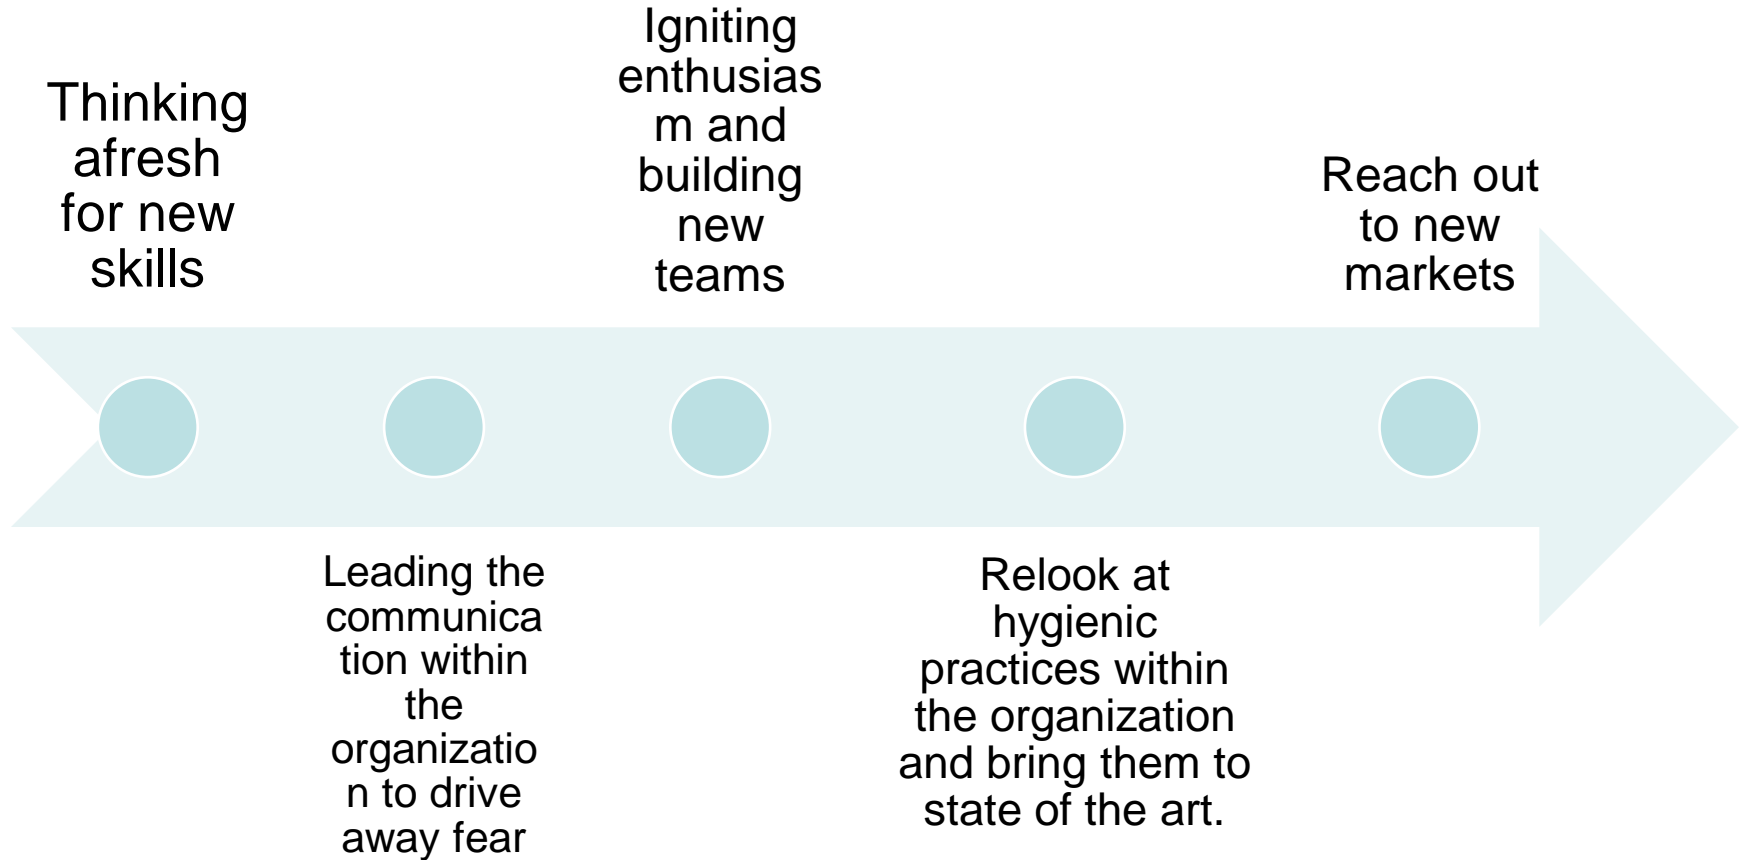 Thinking
afresh
for new
skills
Leading the
communica
tion within
the
organizatio
n to drive
away fear
Igniting
enthusias
m and
building
new
teams
Relook at
hygienic
practices within
the organization
and bring them to
state of the art.
Reach out
to new
markets